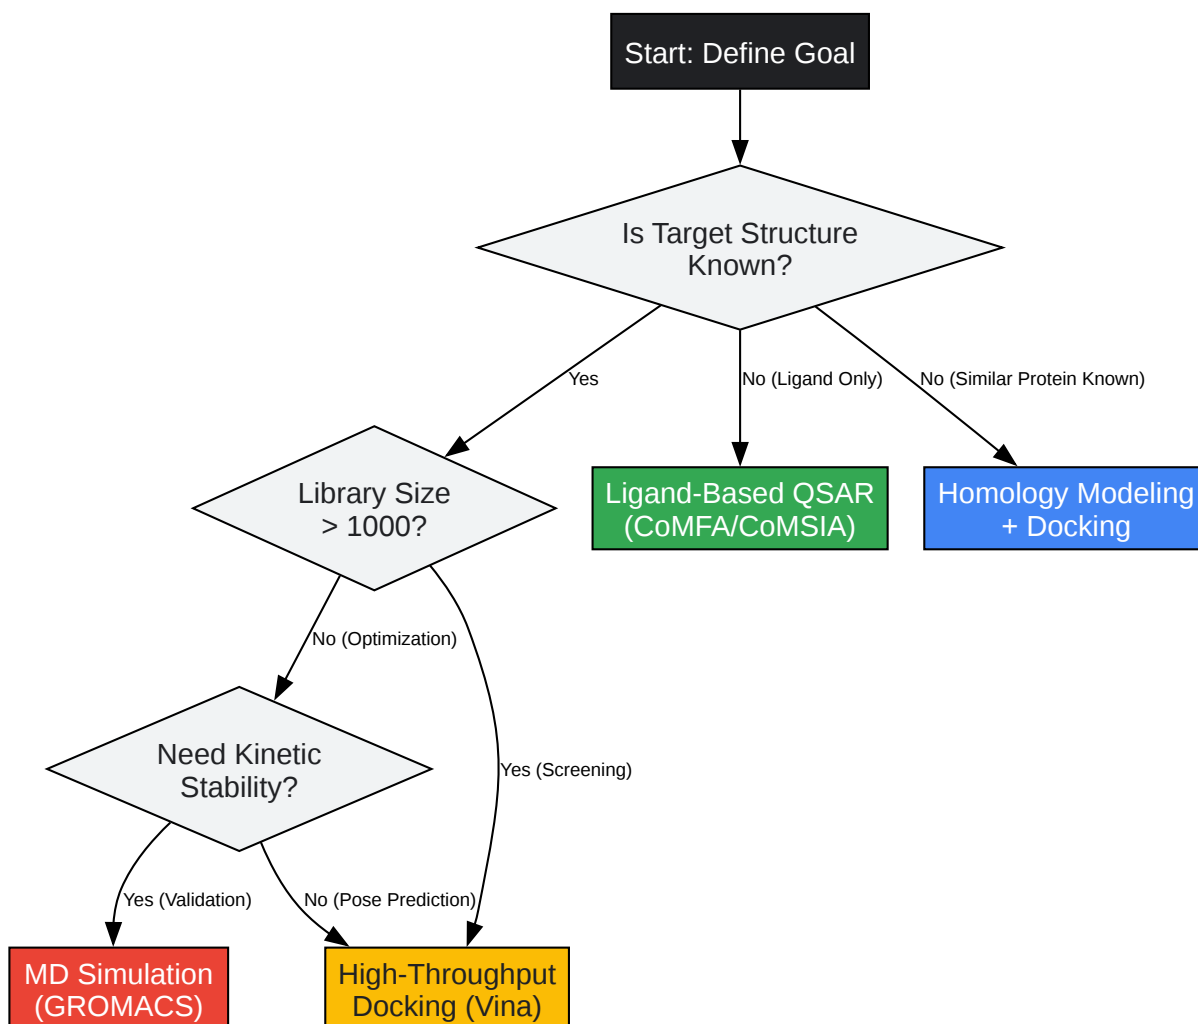 Start: Define Goal
Is Target Structure
Known?
Yes
No (Ligand Only)
No (Similar Protein Known)
Library Size
> 1000?
Ligand-Based QSAR
(CoMFA/CoMSIA)
Homology Modeling
+ Docking
No (Optimization)
Need Kinetic
Stability?
Yes (Screening)
Yes (Validation)
No (Pose Prediction)
MD Simulation
(GROMACS)
High-Throughput
Docking (Vina)